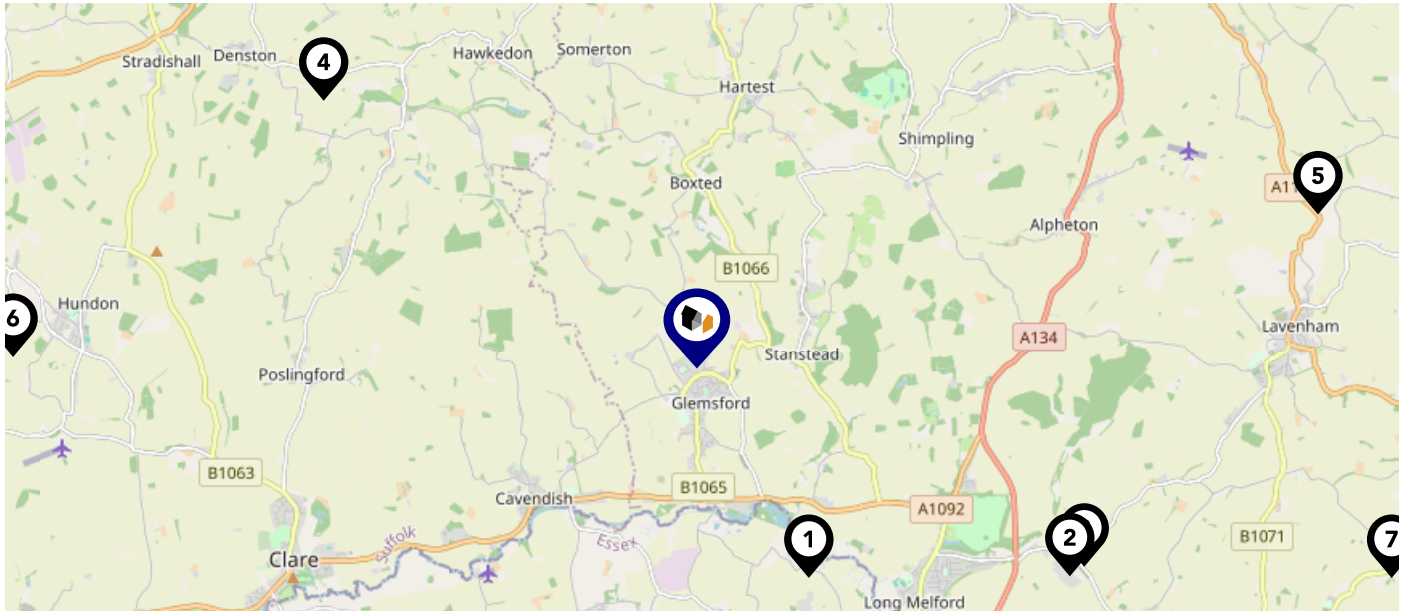 Hawkedon
Somerton
Stradishall
Denston
4
Hartest
Shimpling
5
A11
Boxted
Alpheton
B1066
Hundon
6
Lavenham
A134
Stanstead
Poslingford
Glemsford
B1063
B1065
Cavendish
A1092
Suffolk
Essex
1
2
B1071
7
Clare
Long Melford